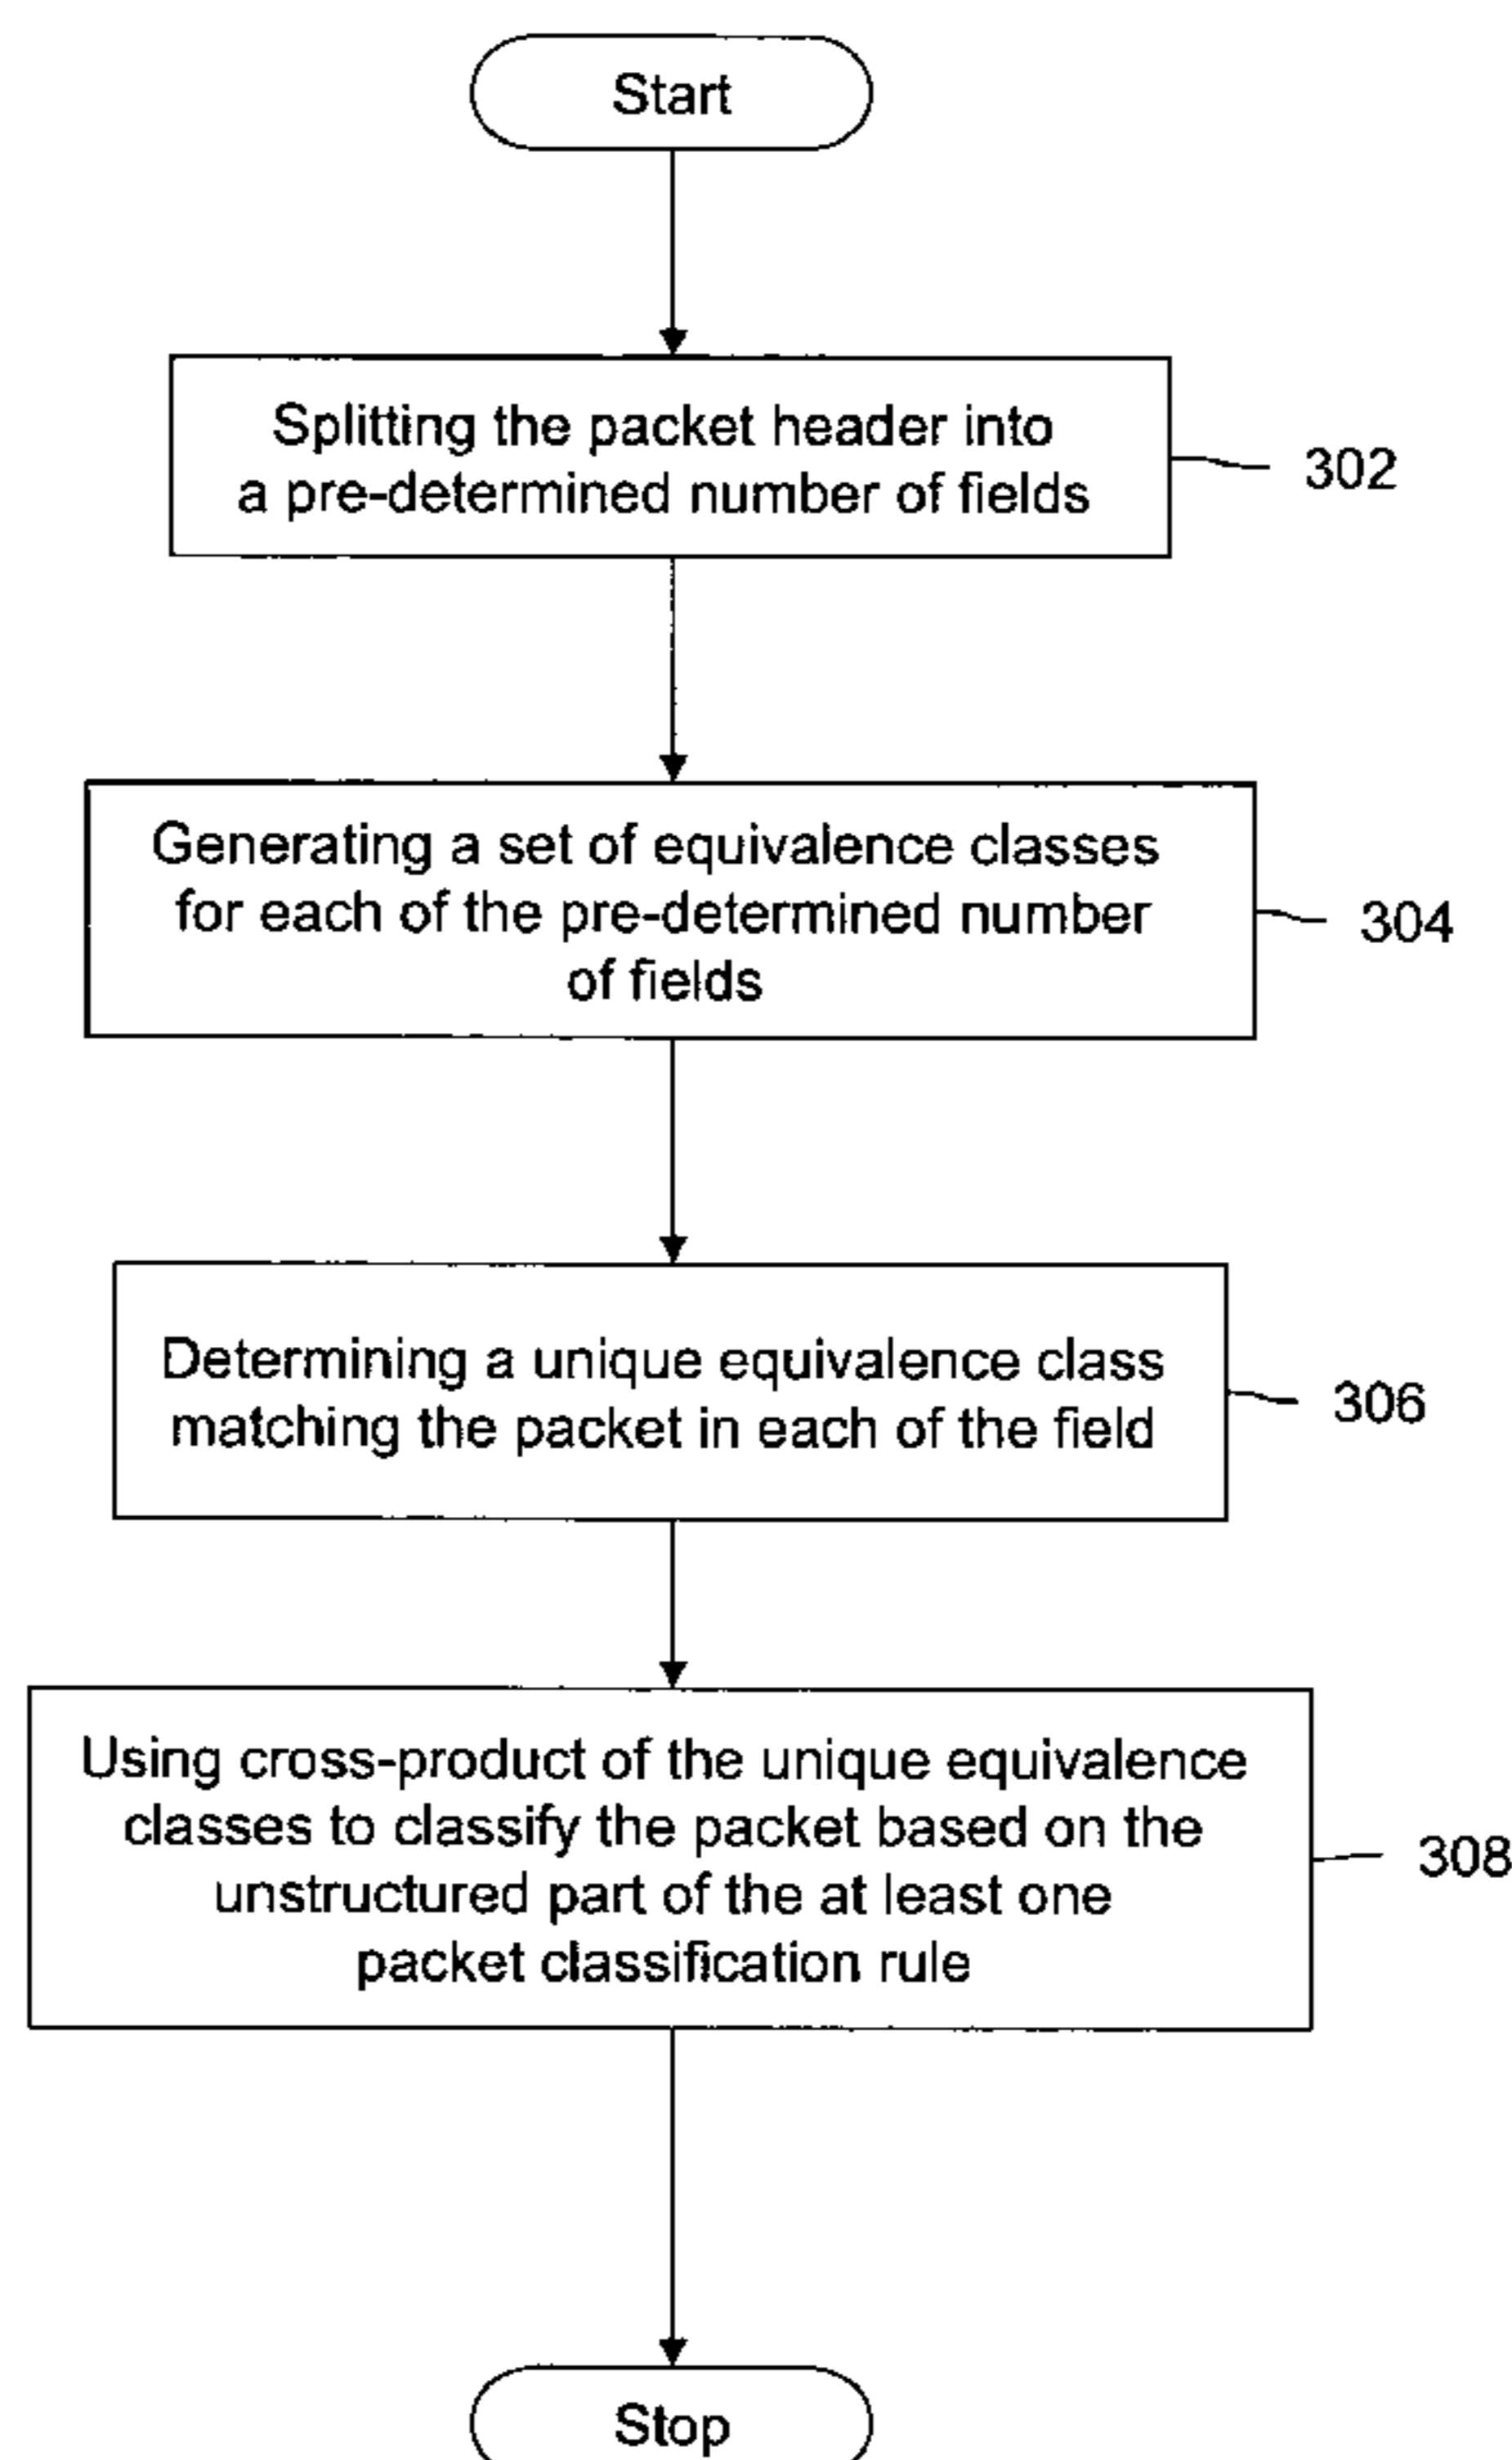 Start
Splitting the packet header into
a pre-determined number of fields
302
Generating a set of equivalence classes
for each of the pre-determined number
of fields
304
Determining a unique equivalence class
matching the packet in each of the field
306
Using cross-product of the unique equivalence
classes to classify the packet based on the
unstructured part of the at least one
packet classification rule
308
Stop